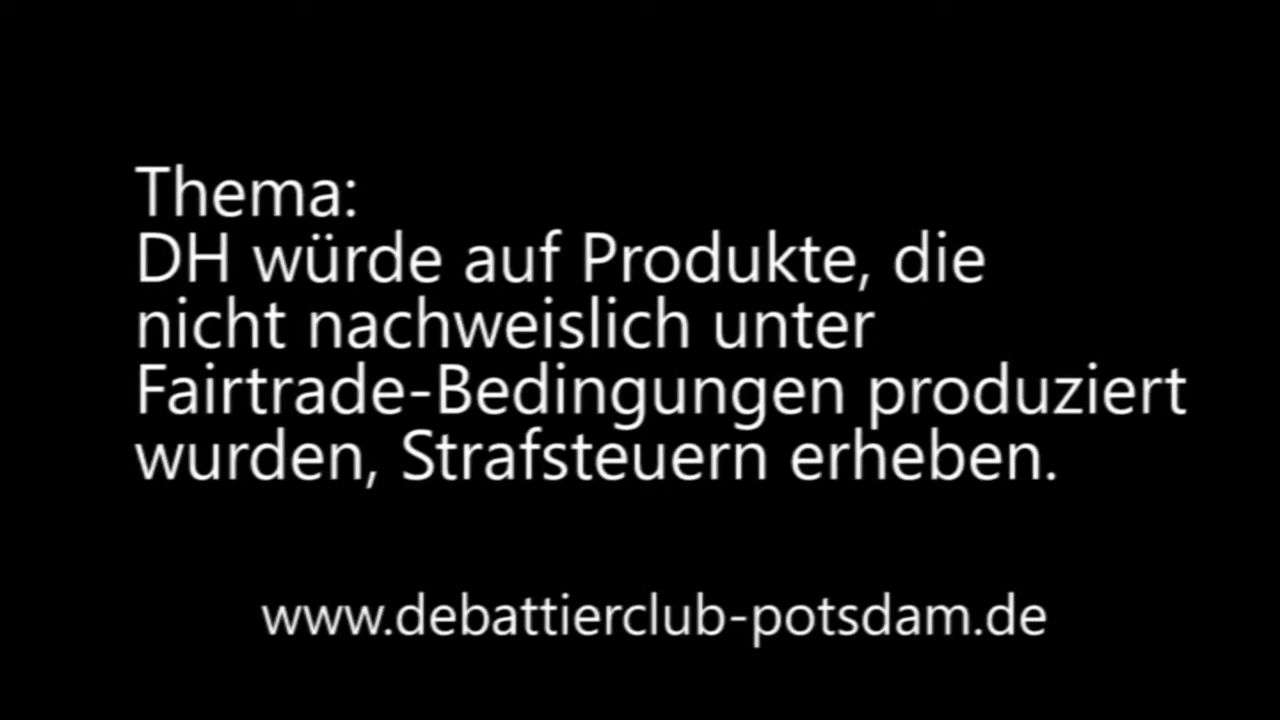 Thema:
DH würde auf Produkte, die
nicht nachweislich unter
Fairtrade-Bedingungen produziert
wurden, Strafsteuern erheben.
www.debattierclub-potsdam.de